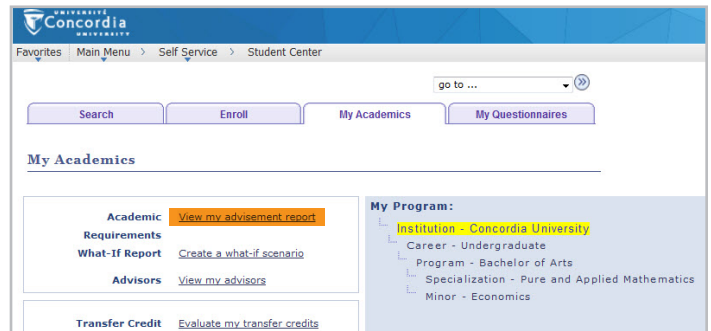 UNIVERSITÉ
Concordia
UNIVERSITY
Favorites Main Menu > Self Service > Student Center
go to ...
Search Enroll My Academics My Questionnaires
My Academics
Academic Requirements View my advisement report
What-If Report Create a what-if scenario
Advisors View my advisors
Transfer Credit Evaluate my transfer credits
My Program:
Institution - Concordia University
Career - Undergraduate
Program - Bachelor of Arts
Specialization - Pure and Applied Mathematics
Minor - Economics